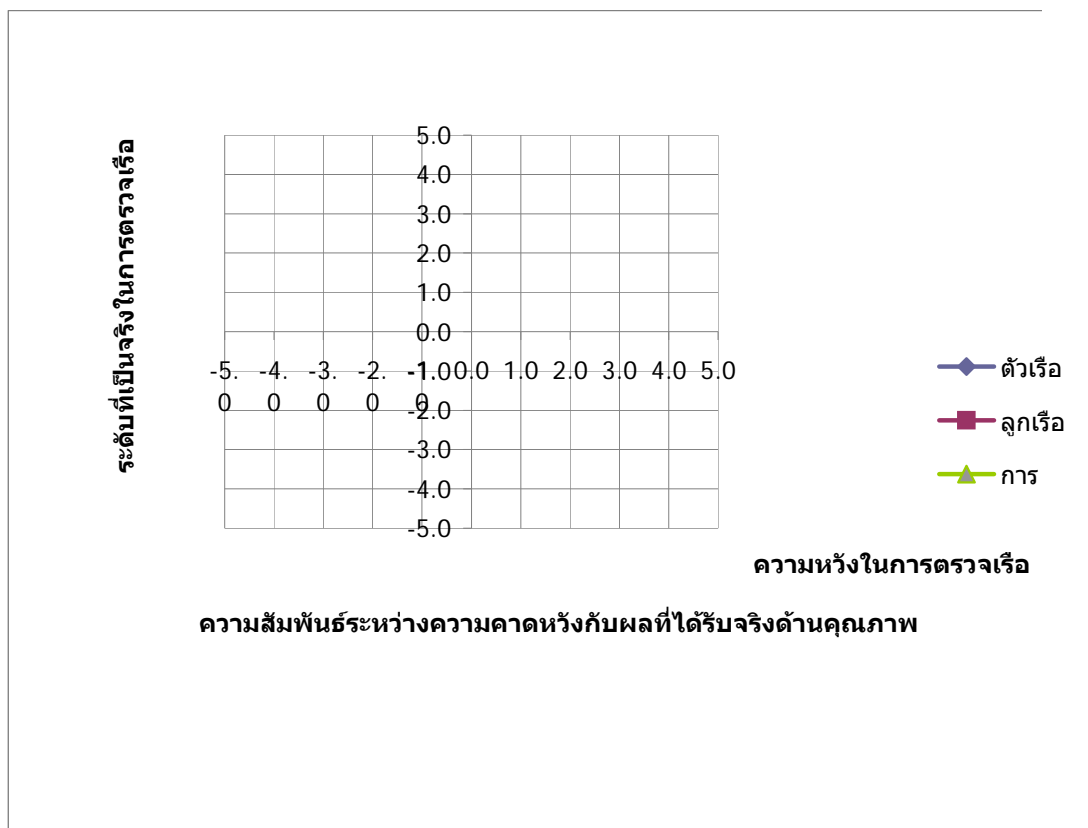 ระดับที่เป็นจริงในการตรวจเรือ
5.0
4.0
3.0
2.0
1.0
0.0
-5.0 -4.0 -3.0 -2.0 -1.0 0.0 1.0 2.0 3.0 4.0 5.0
-1.0
-2.0
-3.0
-4.0
-5.0
ตัวเรือ
ลูกเรือ
การ
ความหวังในการตรวจเรือ
ความสัมพันธ์ระหว่างความคาดหวังกับผลที่ได้รับจริงด้านคุณภาพ